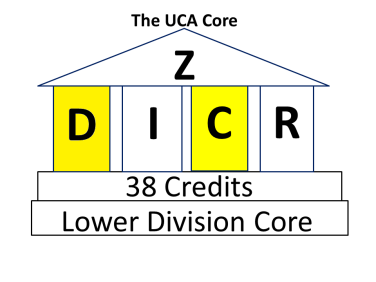 The UCA Core
Z
D I C R
38 Credits
Lower Division Core